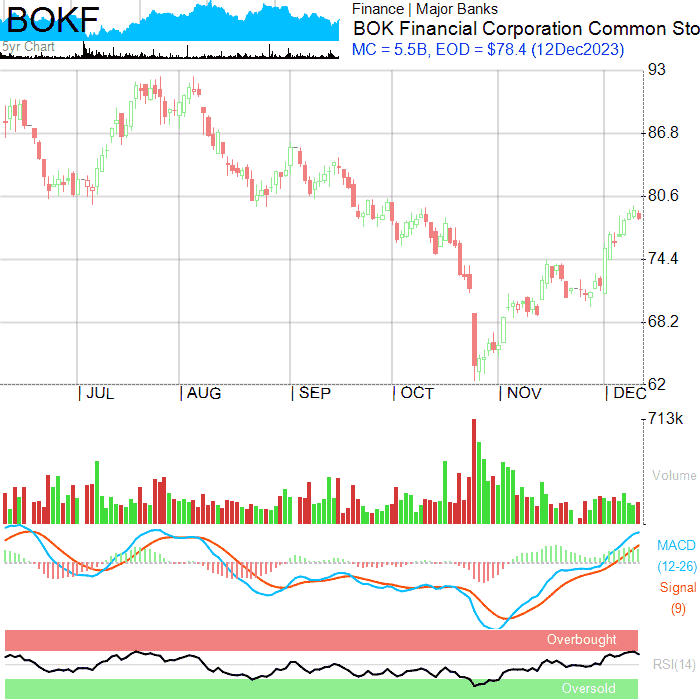 BOKF
5yr Chart
Finance | Major Banks
BOK Financial Corporation Common Sto
MC = 5.5B, EOD = $78.4 (12Dec2023)
93
86.8
80.6
74.4
68.2
62
JUL AUG SEP OCT NOV DEC
713k
Volume
MACD
(12-26)
Signal
(9)
Overbought
RSI(14)
Oversold